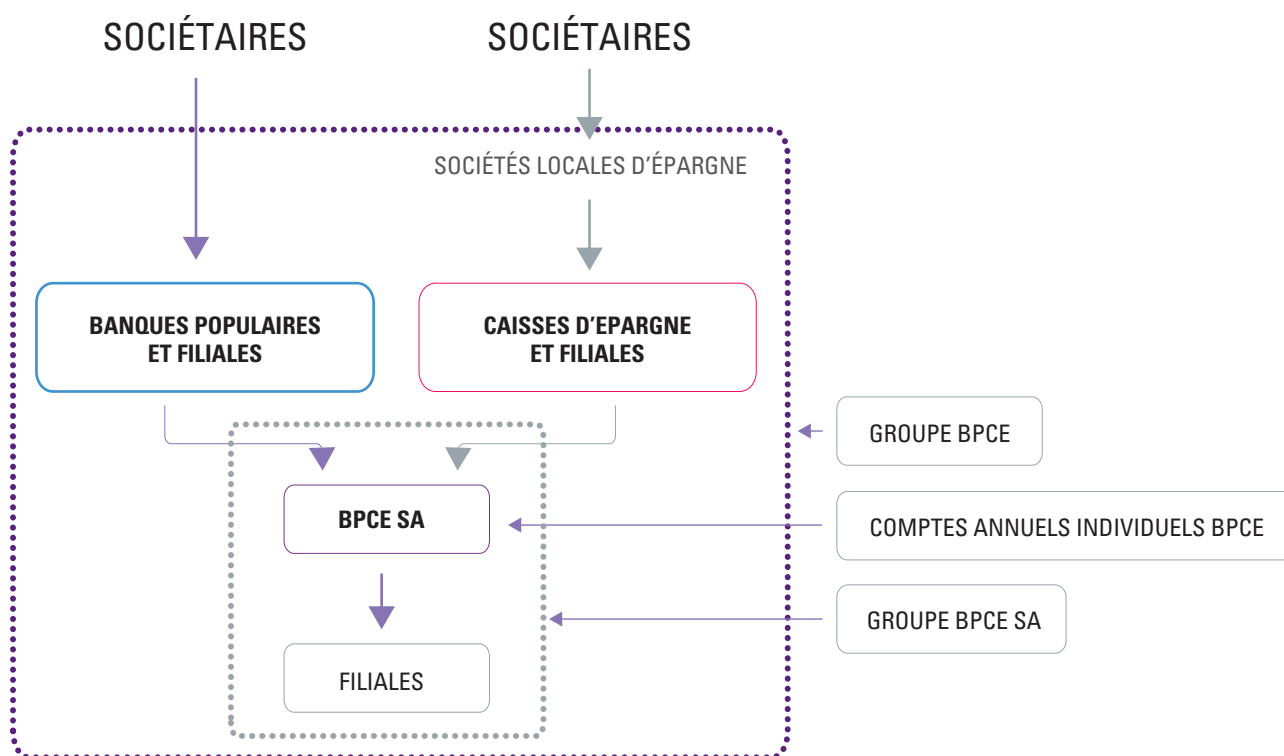 SOCIÉTAIRES
SOCIÉTAIRES
SOCIÉTÉS LOCALES D'ÉPARGNE
BANQUES POPULAIRES
ET FILIALES
CAISSES D'EPARGNE
ET FILIALES
GROUPE BPCE
BPCE SA
COMPTES ANNUELS INDIVIDUELS BPCE
GROUPE BPCE SA
FILIALES